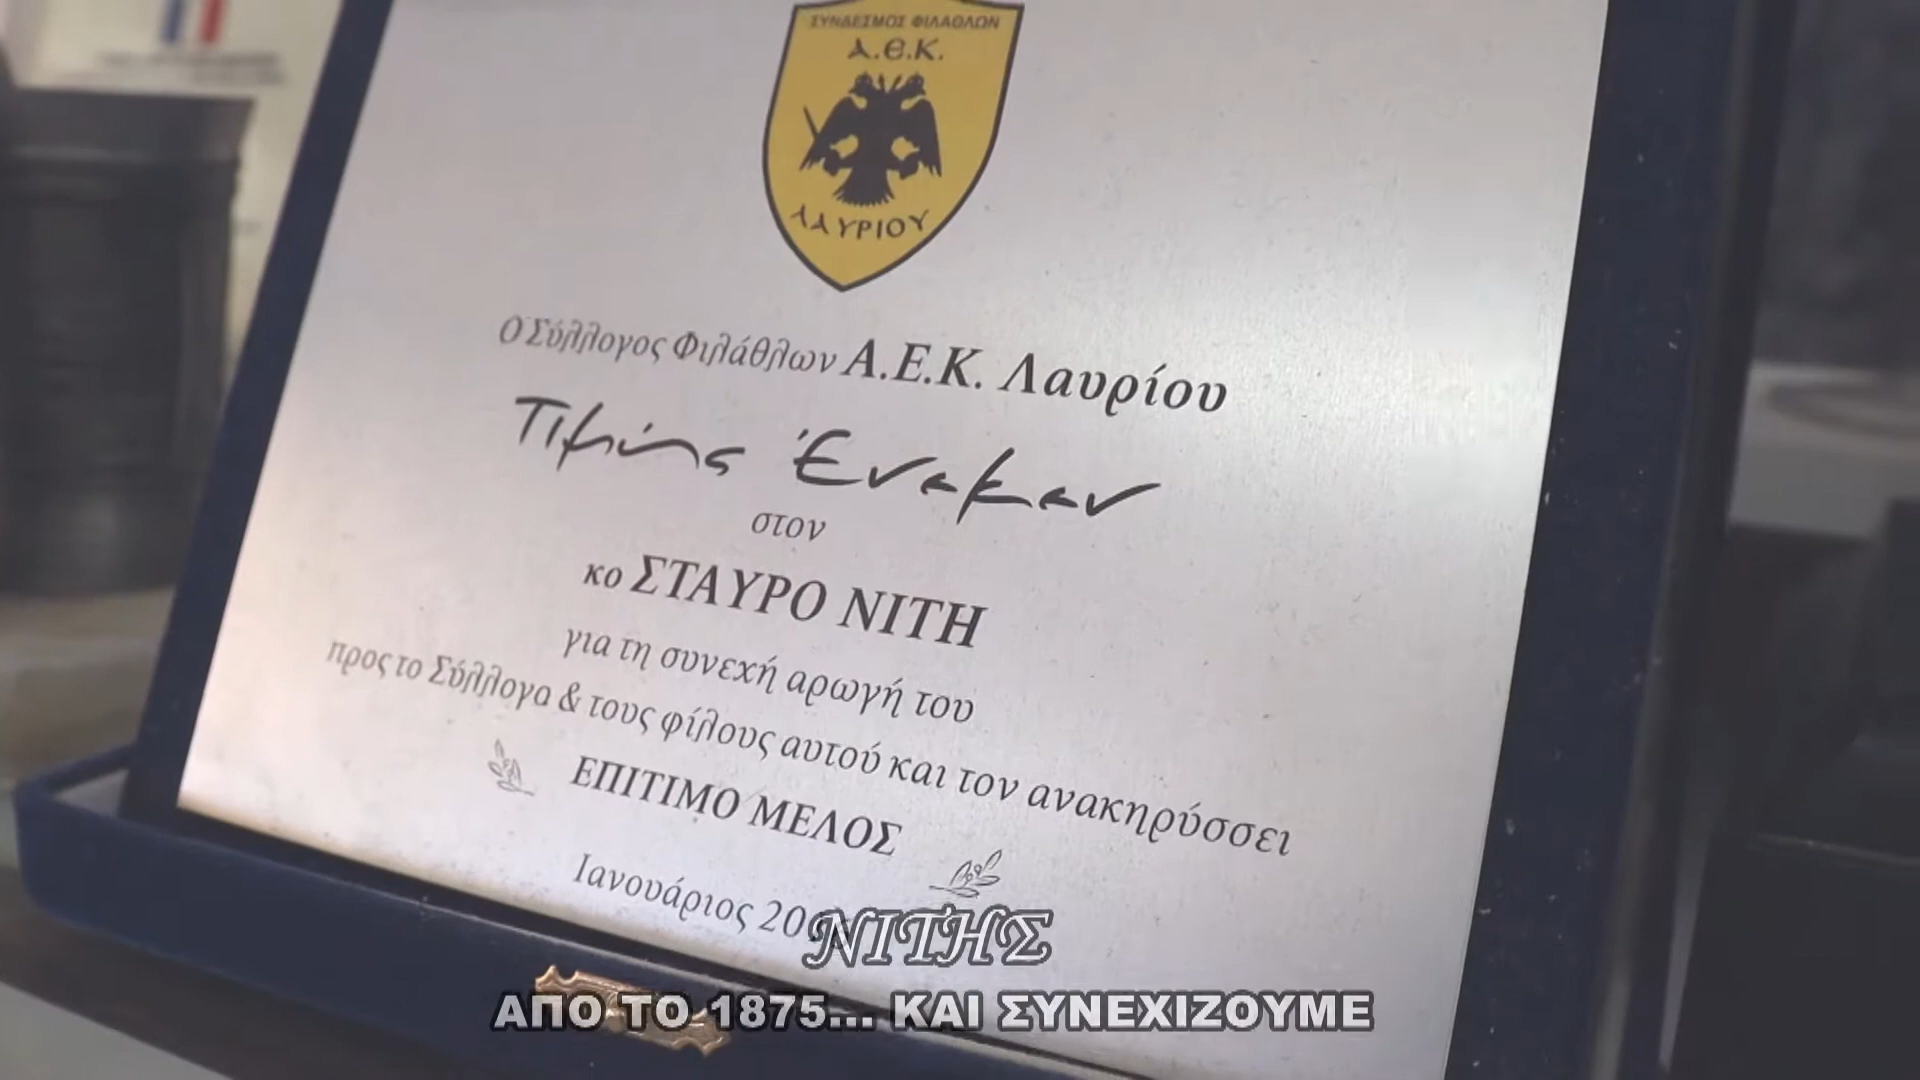 ΣΥΝΔΕΣΜΟΣ ΦΙΛΑΘΛΩΝ
Α.Ε.Κ.
ΛΑΥΡΙΟΥ
Ο Σύλλογος Φιλάθλων Α.Ε.Κ. Λαυρίου
Τιμής Ένεκεν
στον
κο ΣΤΑΥΡΟ ΝΙΤΗ
για τη συνεχή αρωγή του
προς το Σύλλογο & τους φίλους αυτού και τον ανακηρύσσει
ΕΠΙΤΙΜΟ ΜΕΛΟΣ
Ιανουάριος
ΝΙΤΗΣ
ΑΠΟ ΤΟ 1875... ΚΑΙ ΣΥΝΕΧΙΖΟΥΜΕ